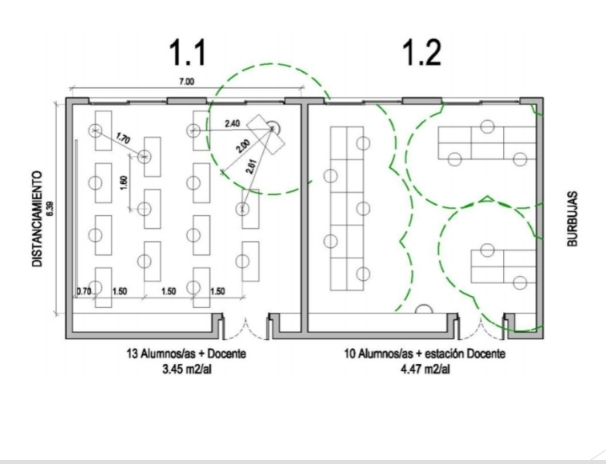 1.1
1.2
7.00
DISTANCIAMIENTO
6.39
BURBUJAS
1.70
2.40
2.00
2.61
1.60
0.70
1.50
1.50
1.50
13 Alumnos/as + Docente
3.45 m2/al
10 Alumnos/as + estación Docente
4.47 m2/al